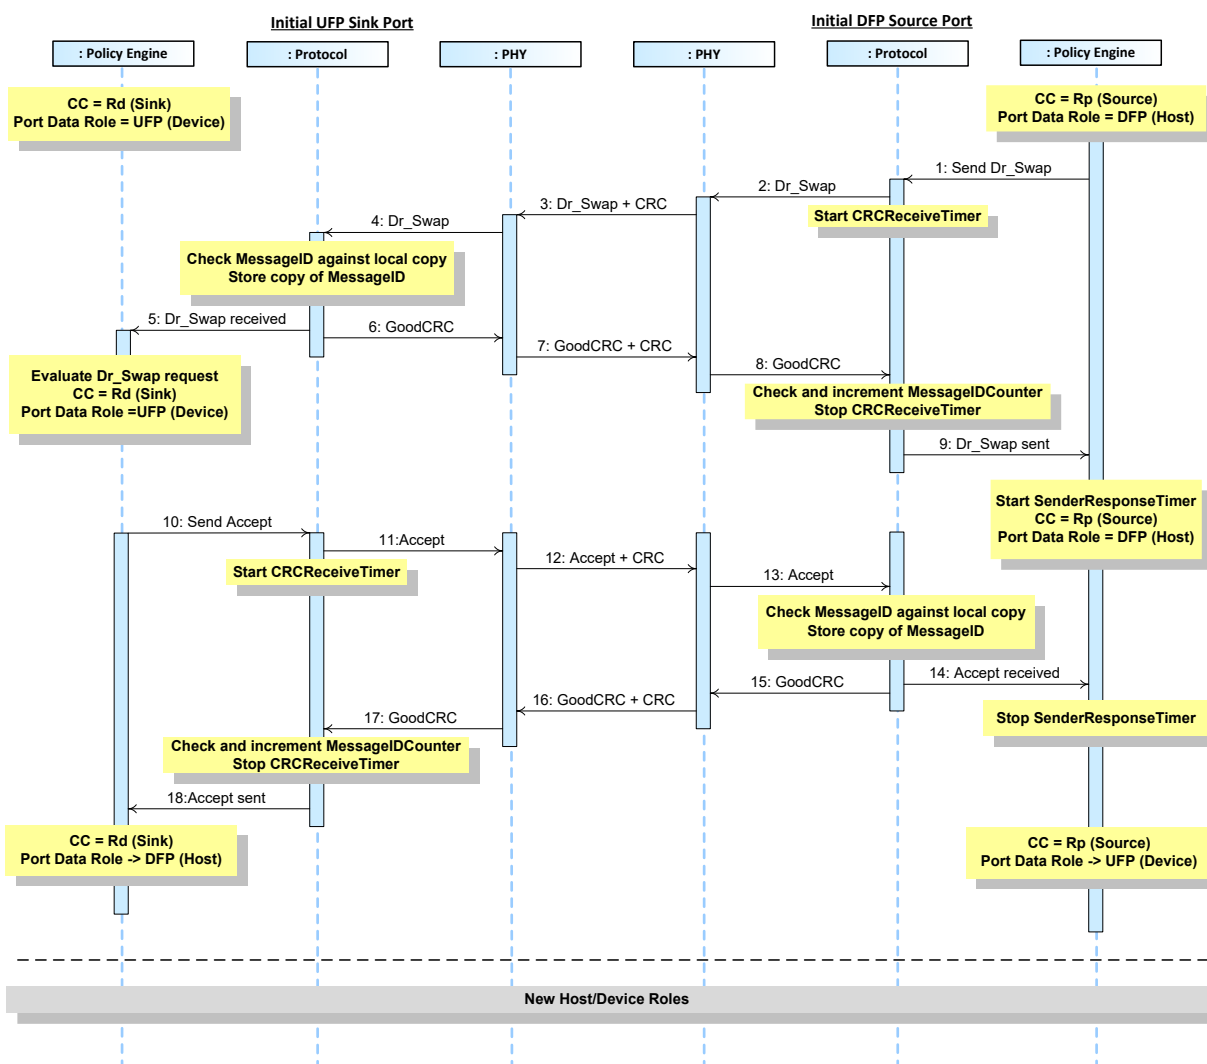 Initial UFP Sink Port
Initial DFP Source Port
: Policy Engine
: Protocol
: PHY
: PHY
: Protocol
: Policy Engine
CC = Rd (Sink)
Port Data Role = UFP (Device)
CC = Rp (Source)
Port Data Role = DFP (Host)
1: Send Dr_Swap
2: Dr_Swap
Start CRCReceiveTimer
3: Dr_Swap + CRC
4: Dr_Swap
Check MessageID against local copy
Store copy of MessageID
5: Dr_Swap received
6: GoodCRC
7: GoodCRC + CRC
8: GoodCRC
Evaluate Dr_Swap request
CC = Rd (Sink)
Port Data Role =UFP (Device)
Check and increment MessageIDCounter
Stop CRCReceiveTimer
9: Dr_Swap sent
Start SenderResponseTimer
CC = Rp (Source)
Port Data Role = DFP (Host)
10: Send Accept
11:Accept
Start CRCReceiveTimer
12: Accept + CRC
13: Accept
Check MessageID against local copy
Store copy of MessageID
14: Accept received
15: GoodCRC
16: GoodCRC + CRC
17: GoodCRC
Stop SenderResponseTimer
Check and increment MessageIDCounter
Stop CRCReceiveTimer
18:Accept sent
CC = Rd (Sink)
Port Data Role -> DFP (Host)
CC = Rp (Source)
Port Data Role -> UFP (Device)
New Host/Device Roles